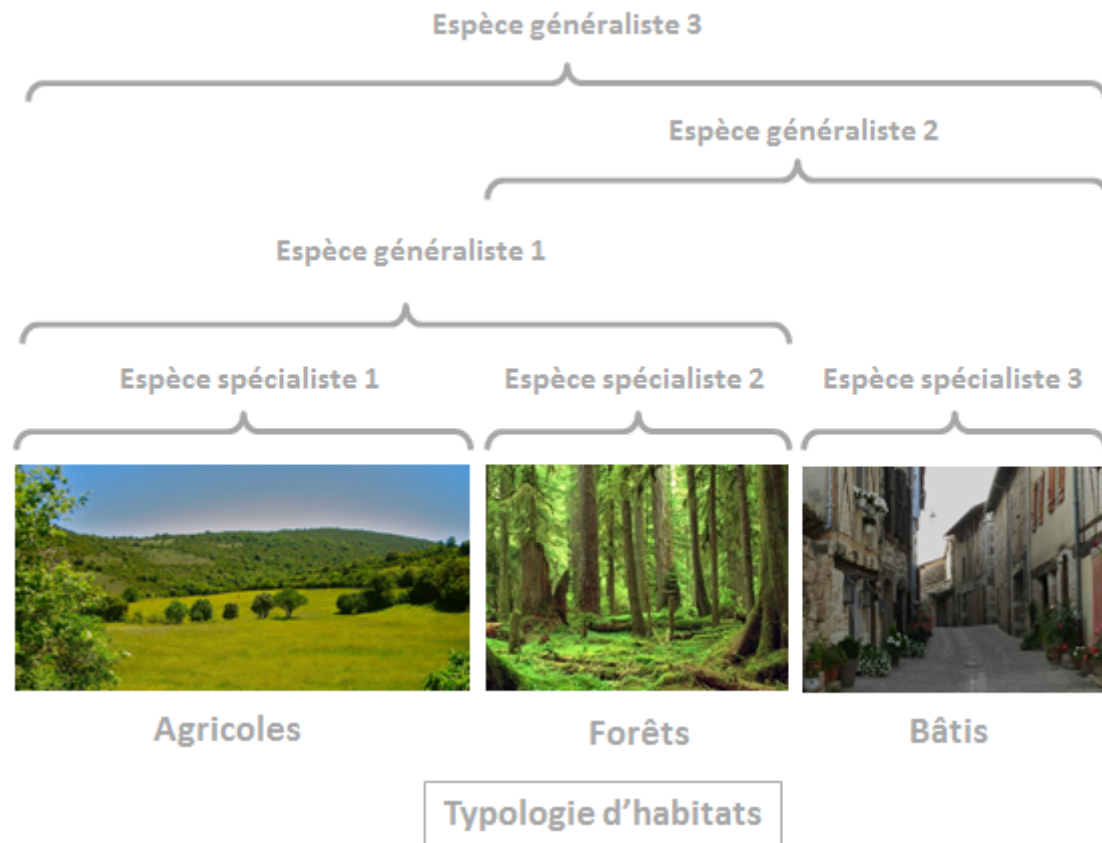 Espèce généraliste 3
Espèce généraliste 2
Espèce généraliste 1
Espèce spécialiste 1
Espèce spécialiste 2
Espèce spécialiste 3
Agricoles
Forêts
Bâtis
Typologie d'habitats